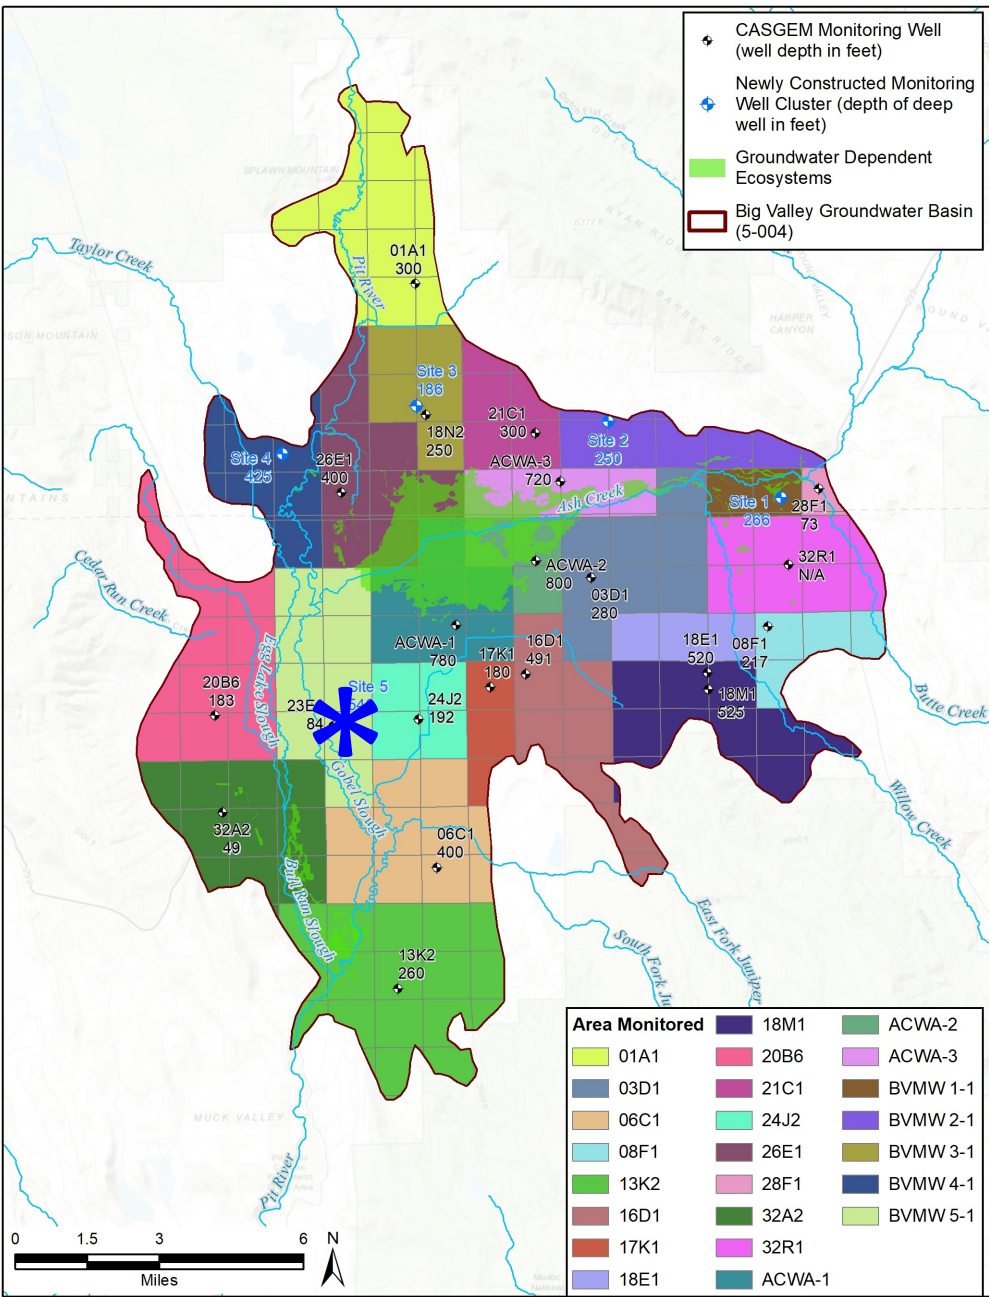 CASGEM Monitoring Well
(well depth in feet)
Newly Constructed Monitoring
Well Cluster (depth of deep
well in feet)
Groundwater Dependent
Ecosystems
Big Valley Groundwater Basin
(5-004)
SPLAWN MOUNTAIN
Taylor Creek
01A1
300
Pit River
HARPER
CANYON
Site 3
186
18N2
250
21C1
300
Site 2
250
Site 4
425
26E1
400
ACWA-3
720
Ash Creek
Site 1
266
28F1
73
32R1
N/A
ACWA-2
800
03D1
280
Cedar Run Creek
ACWA-1
780
17K1
180
16D1
491
18E1
520
08F1
217
18M1
525
Butte Creek
20B6
183
Egg Lake Slough
Site 5
84
24J2
192
Gobel Slough
Willow Creek
32A2
49
06C1
400
Bull Run Slough
13K2
260
East Fork Juniper
South Fork Ju
MUCK VALLEY
Pit River
0 1.5 3 6
Miles
N
Area Monitored
01A1
03D1
06C1
08F1
13K2
16D1
17K1
18E1
18M1
20B6
21C1
24J2
26E1
28F1
32A2
32R1
ACWA-1
ACWA-2
ACWA-3
BVMW 1-1
BVMW 2-1
BVMW 3-1
BVMW 4-1
BVMW 5-1